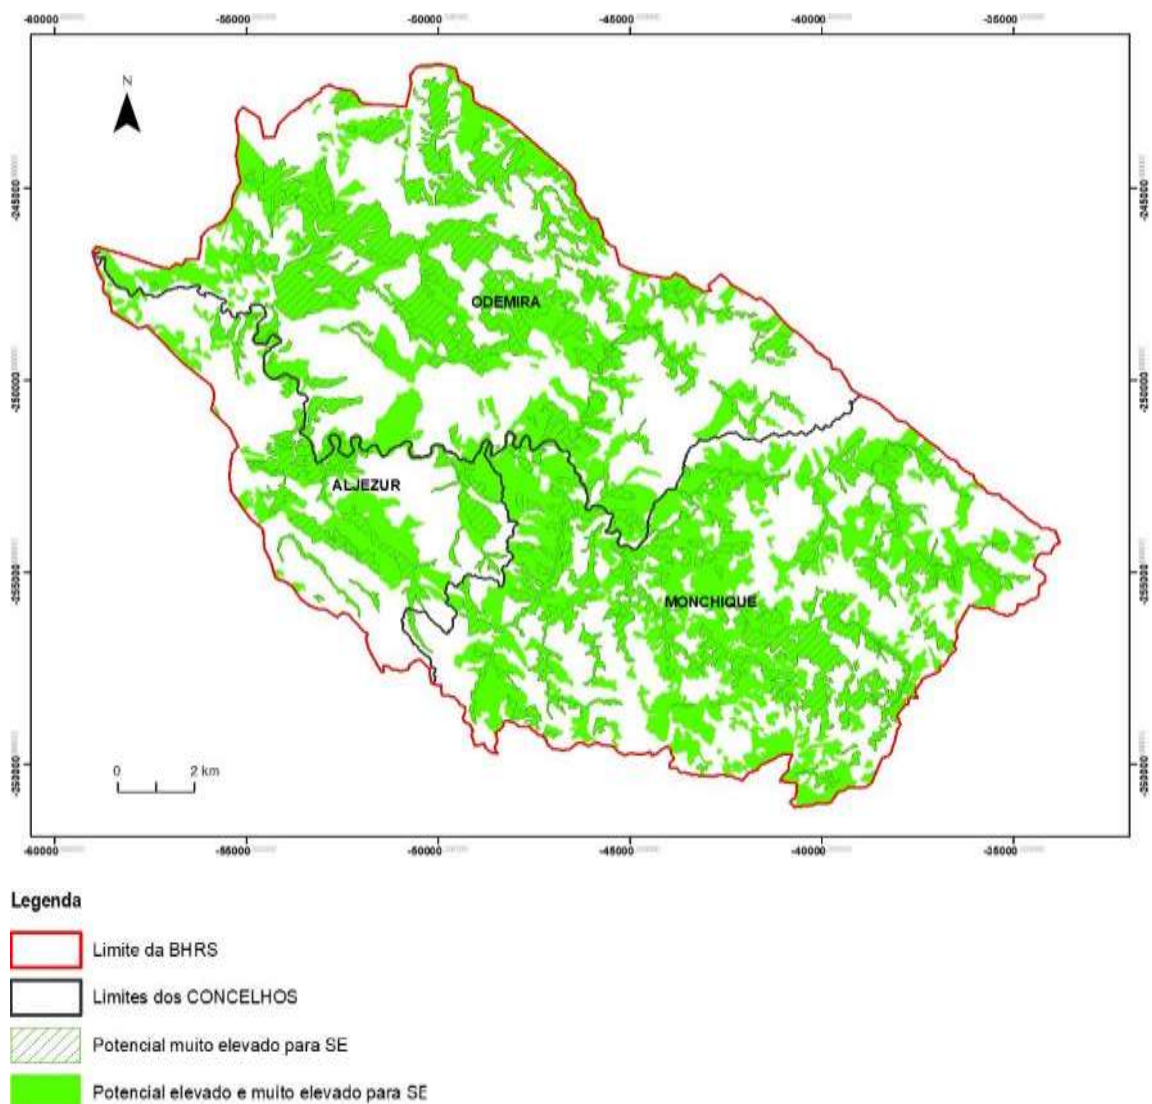 -60000 -55000 -50000 -45000 -40000 -35000
N
-245000 -245000
ODEMIRA
-250000 -250000
ALJEZUR
-255000 -255000
MONCHIQUE
-260000 -260000
0 2 km
-60000 -55000 -50000 -45000 -40000 -35000
Legenda
Limite da BHRS
Limites dos CONCELHOS
Potencial muito elevado para SE
Potencial elevado e muito elevado para SE